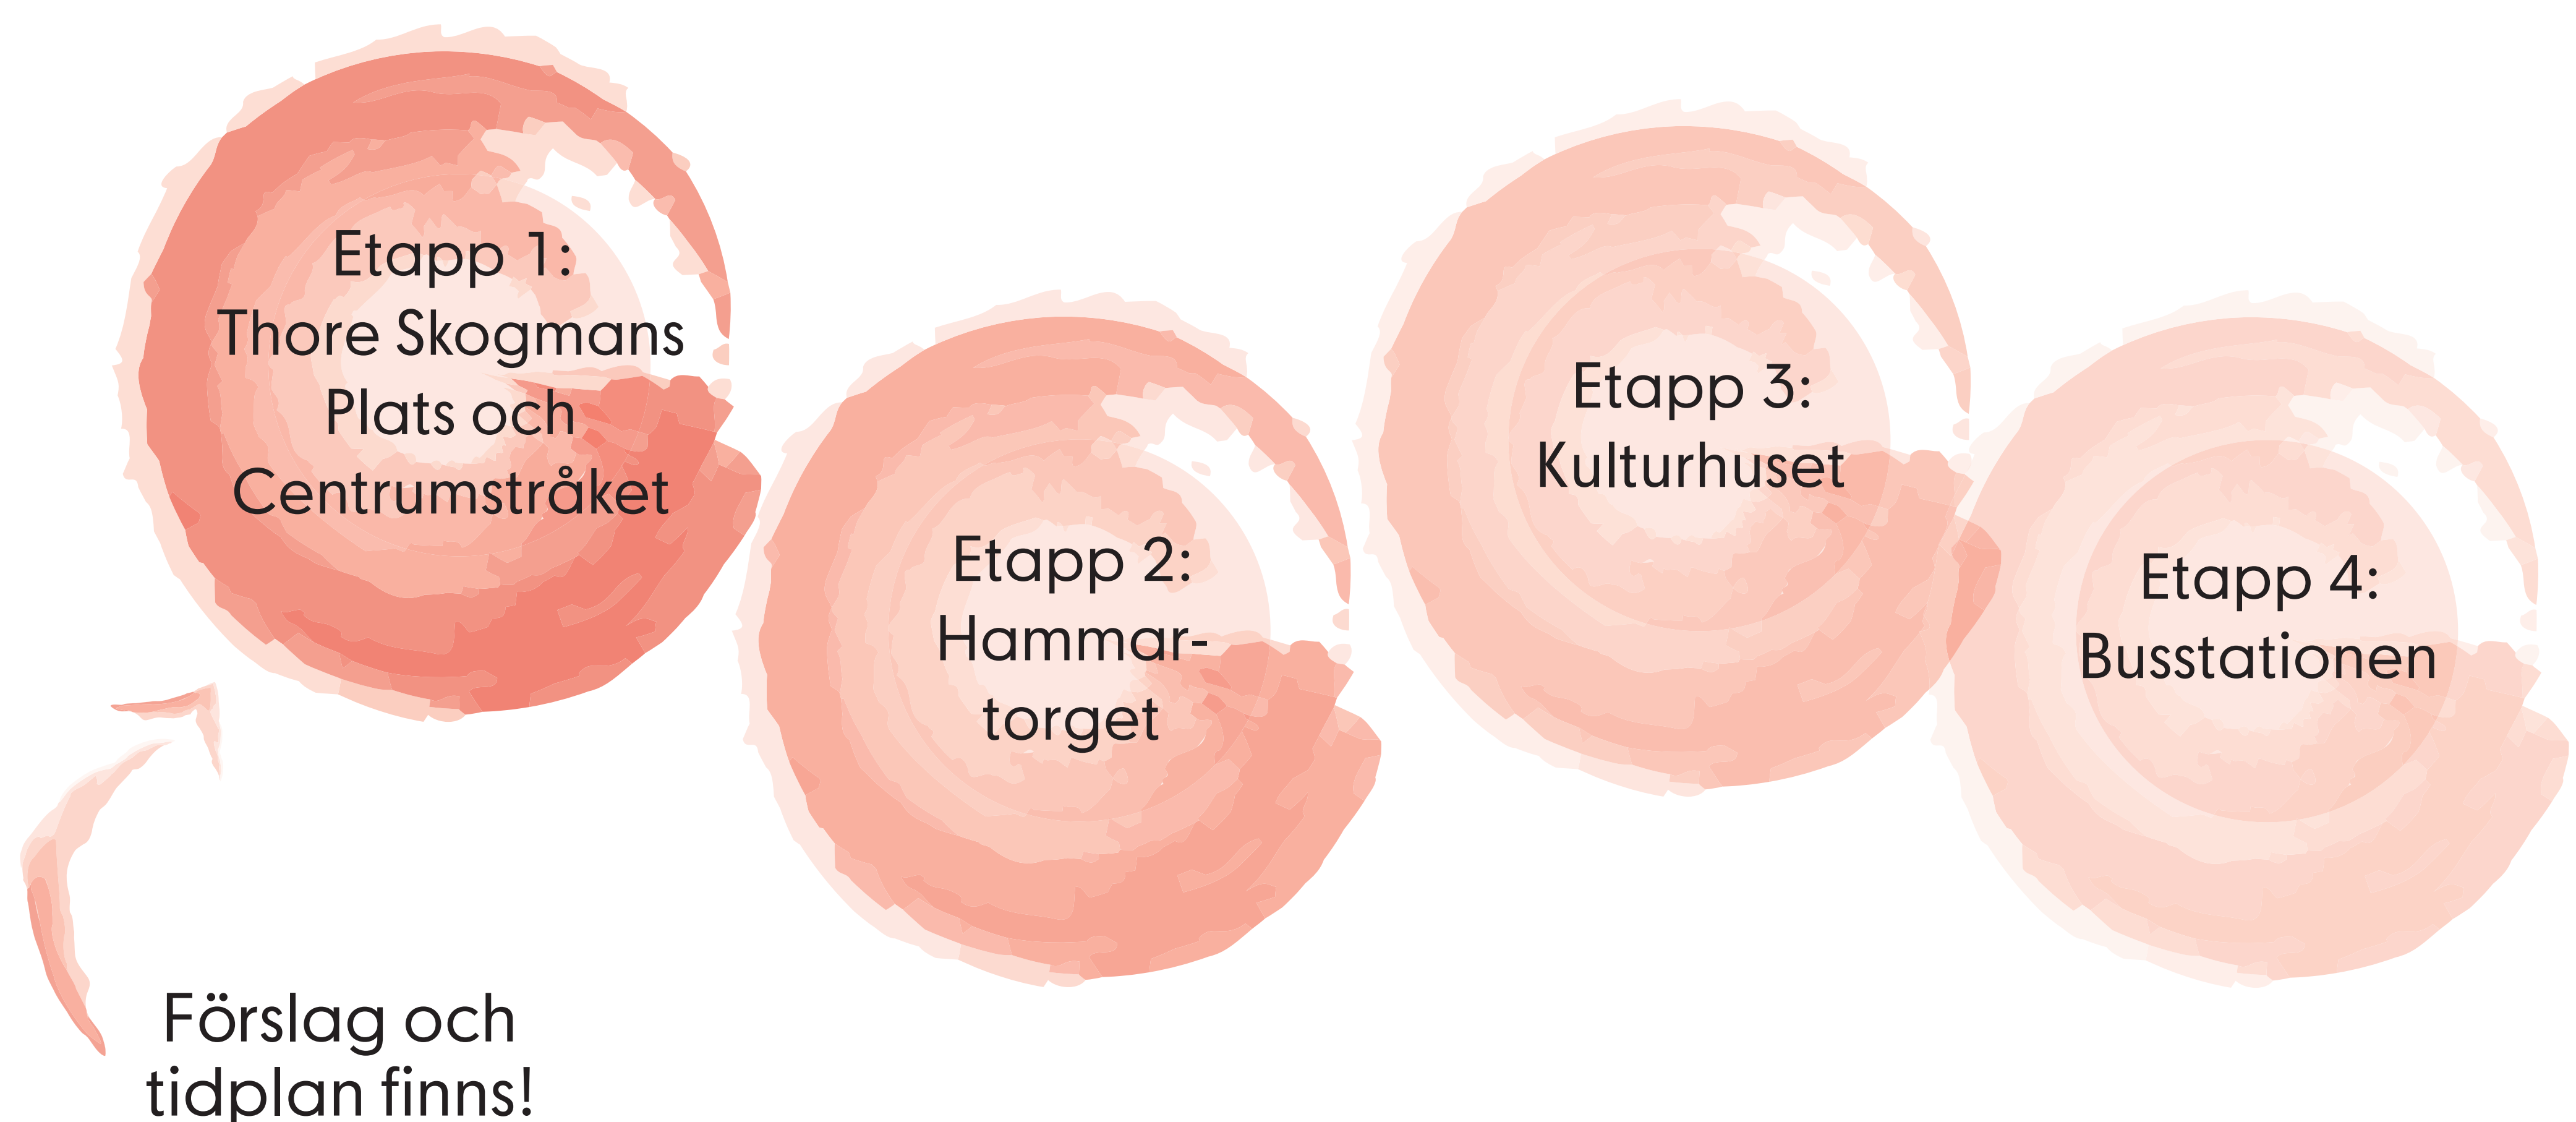 Etapp 1:
Thore Skogmans
Plats och
Centrumstråket
Etapp 2:
Hammar-
torget
Etapp 3:
Kulturhuset
Etapp 4:
Busstationen
Förslag och
tidplan finns!